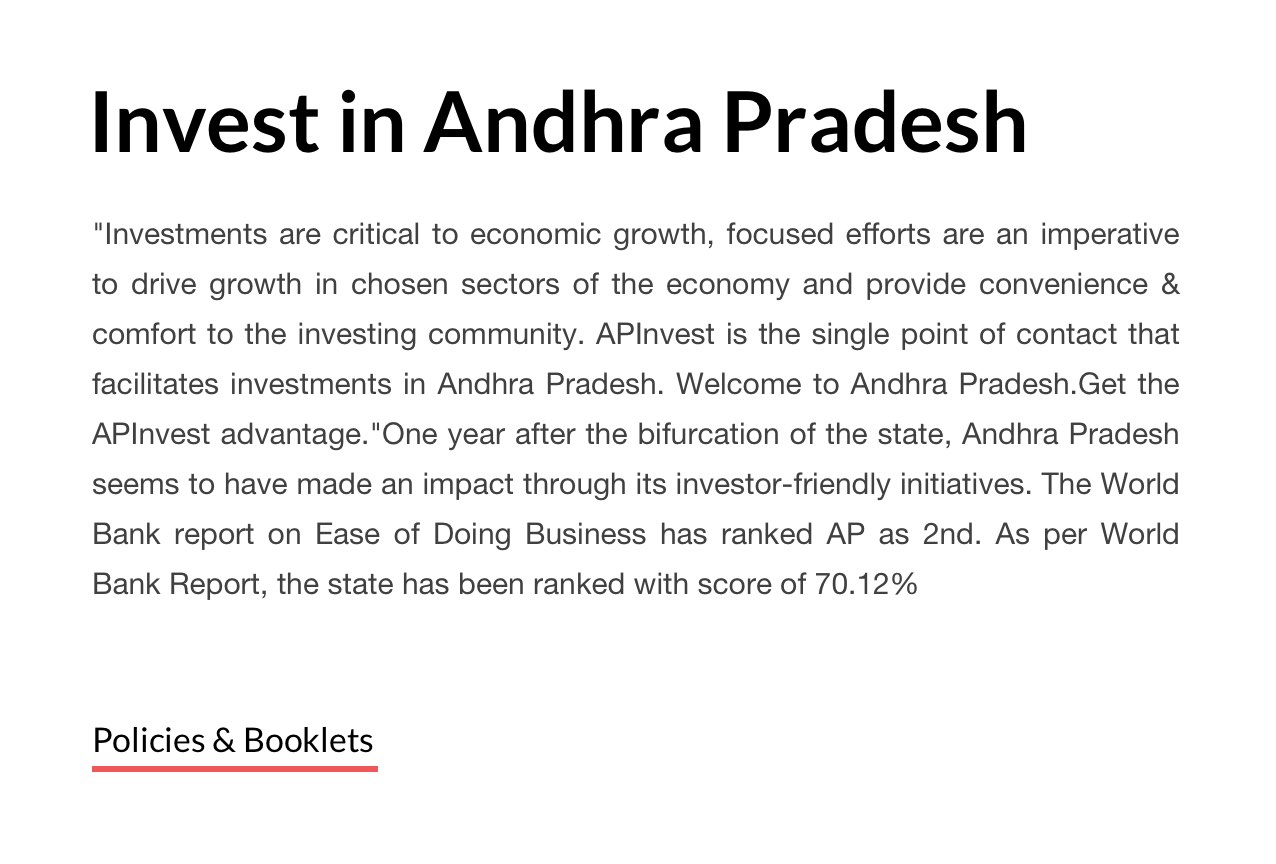 Invest in Andhra Pradesh
"Investments are critical to economic growth, focused efforts are an imperative
to drive growth in chosen sectors of the economy and provide convenience &
comfort to the investing community. APInvest is the single point of contact that
facilitates investments in Andhra Pradesh. Welcome to Andhra Pradesh.Get the
APInvest advantage."One year after the bifurcation of the state, Andhra Pradesh
seems to have made an impact through its investor-friendly initiatives. The World
Bank report on Ease of Doing Business has ranked AP as 2nd. As per World
Bank Report, the state has been ranked with score of 70.12%
Policies & Booklets